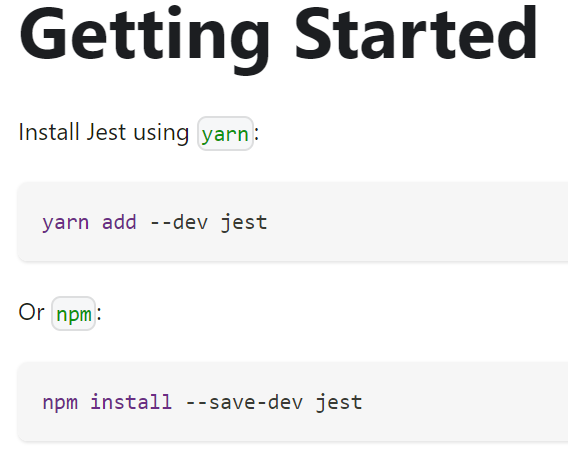 Getting Started
Install Jest using yarn:
yarn add --dev jest
Or npm:
npm install --save-dev jest